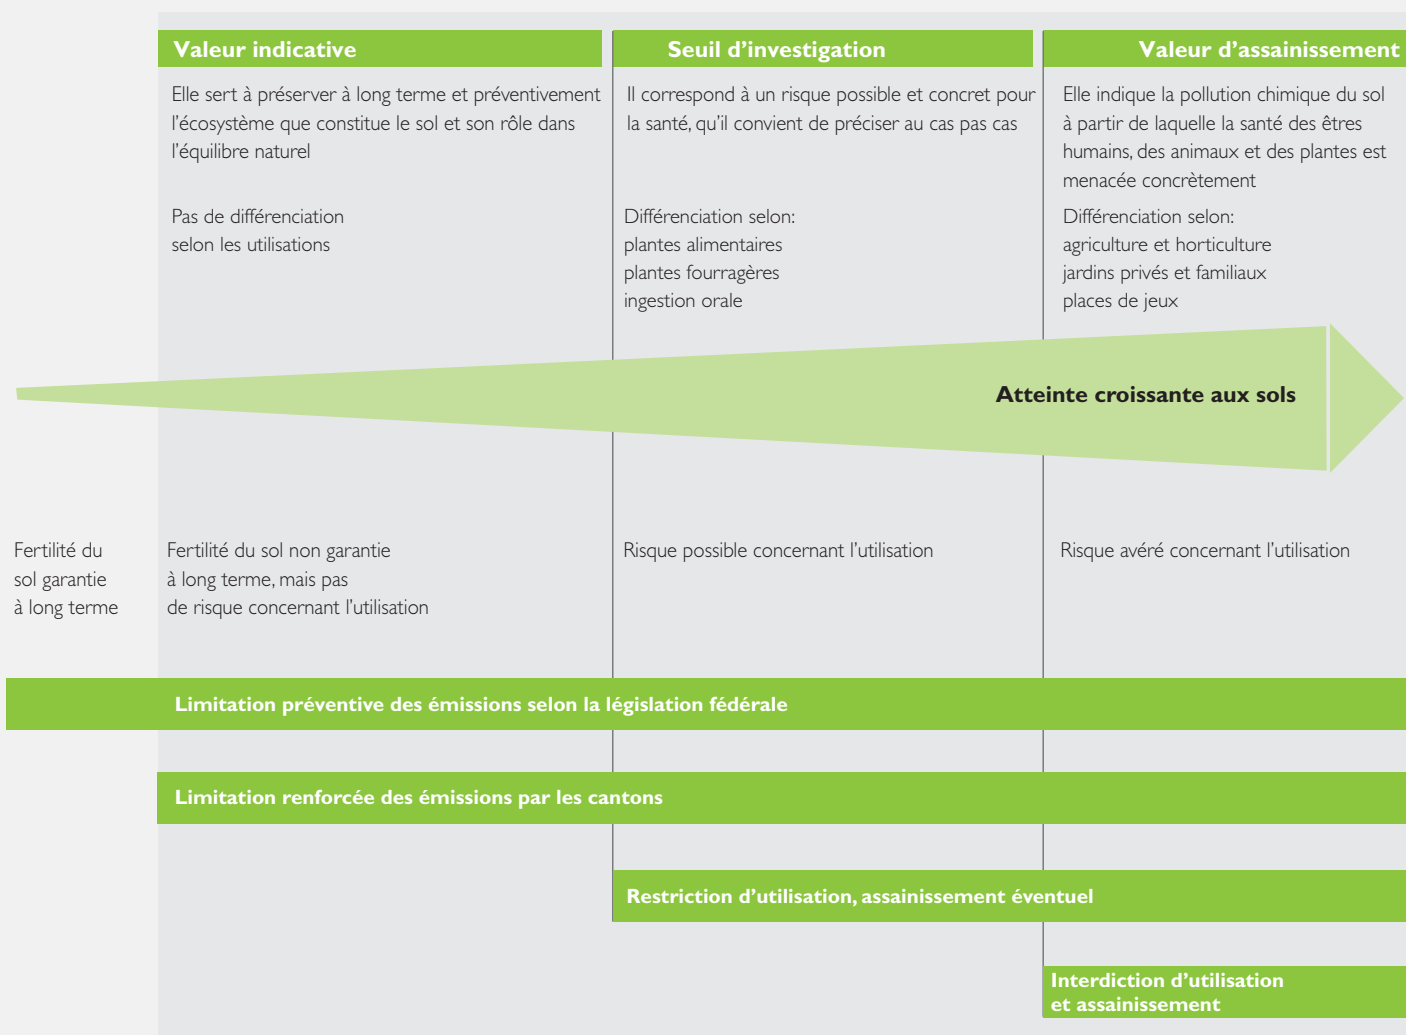 Valeur indicative
Elle sert à préserver à long terme et préventivement
l'écosystème que constitue le sol et son rôle dans
l'équilibre naturel
Pas de différenciation
selon les utilisations
Seuil d'investigation
Il correspond à un risque possible et concret pour
la santé, qu'il convient de préciser au cas pas cas
Différenciation selon:
plantes alimentaires
plantes fourragères
ingestion orale
Valeur d'assainissement
Elle indique la pollution chimique du sol
à partir de laquelle la santé des êtres
humains, des animaux et des plantes est
menacée concrètement
Différenciation selon:
agriculture et horticulture
jardins privés et familiaux
places de jeux
Atteinte croissante aux sols
Fertilité du
sol garantie
à long terme
Fertilité du sol non garantie
à long terme, mais pas
de risque concernant l'utilisation
Risque possible concernant l'utilisation
Risque avéré concernant l'utilisation
Limitation préventive des émissions selon la législation fédérale
Limitation renforcée des émissions par les cantons
Restriction d'utilisation, assainissement éventuel
Interdiction d'utilisation
et assainissement